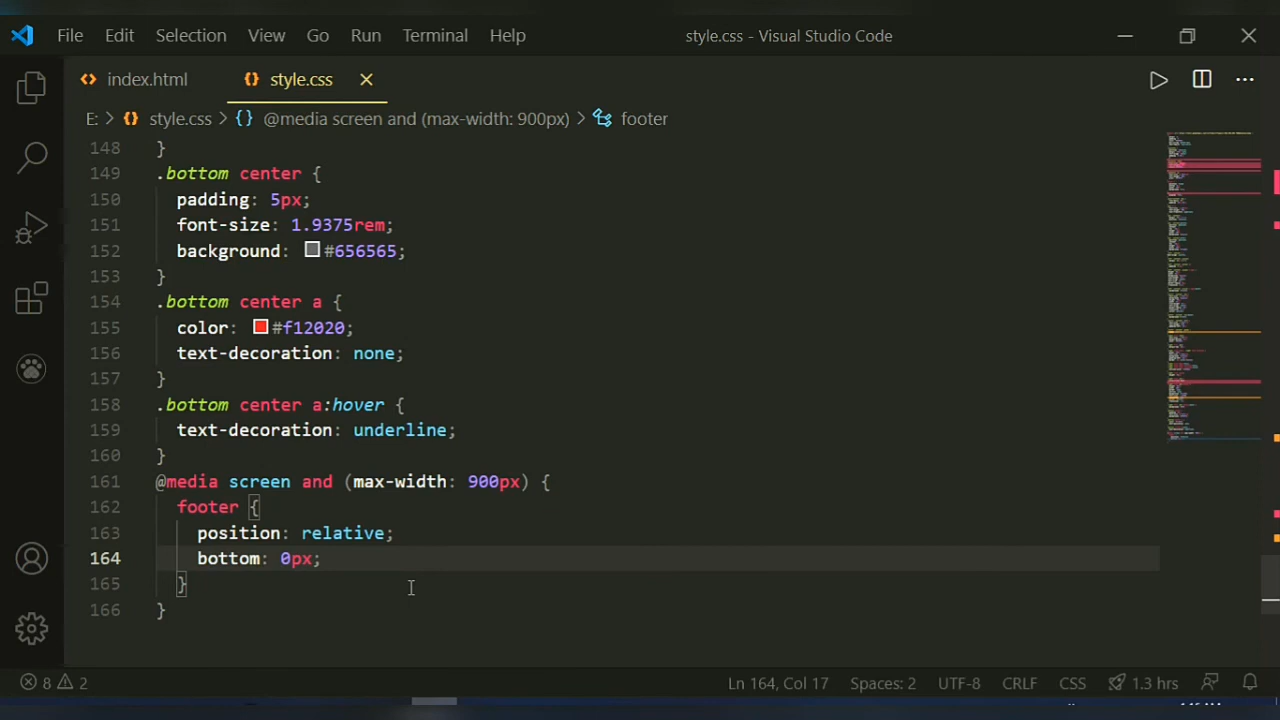 File Edit Selection View Go Run Terminal Help style.css - Visual Studio Code
index.html style.css
E: > style.css > {} @media screen and (max-width: 900px) > footer
148 }
149 .bottom center {
150 padding: 5px;
151 font-size: 1.9375rem;
152 background: #656565;
153 }
154 .bottom center a {
155 color: #f12020;
156 text-decoration: none;
157 }
158 .bottom center a:hover {
159 text-decoration: underline;
160 }
161 @media screen and (max-width: 900px) {
162 footer {
163 position: relative;
164 bottom: 0px;
165 }
166 }
8 2 Ln 164, Col 17 Spaces: 2 UTF-8 CRLF CSS 1.3 hrs